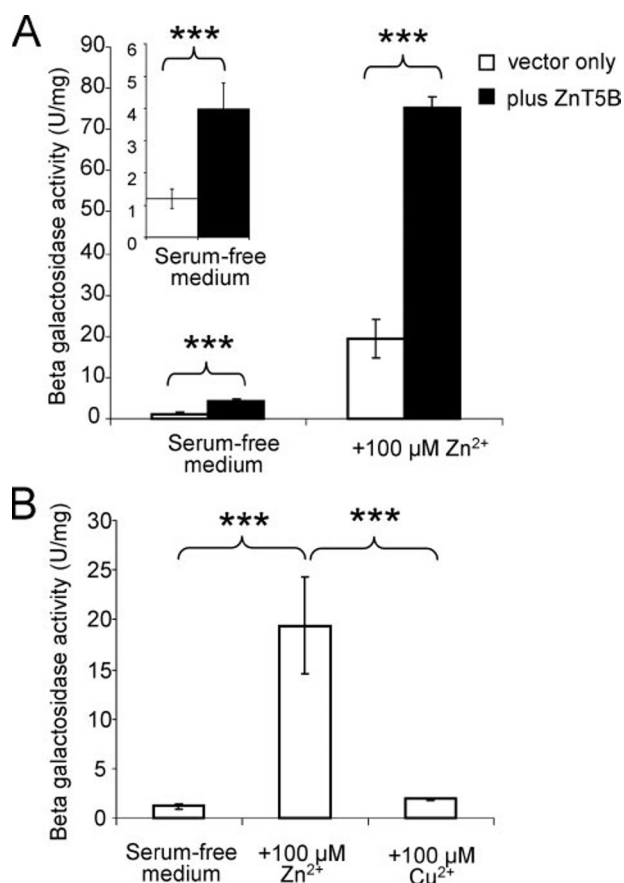 A
Beta galactosidase activity (U/mg)
90
80
70
60
50
40
30
20
10
0
6
5
4
3
2
1
0
***
Serum-free
medium
***
***
vector only
plus ZnT5B
Serum-free
medium
+100 µM Zn²⁺
B
Beta galactosidase activity (U/mg)
30
25
20
15
10
5
0
***
***
Serum-free
medium
+100 µM
Zn²⁺
+100 µM
Cu²⁺